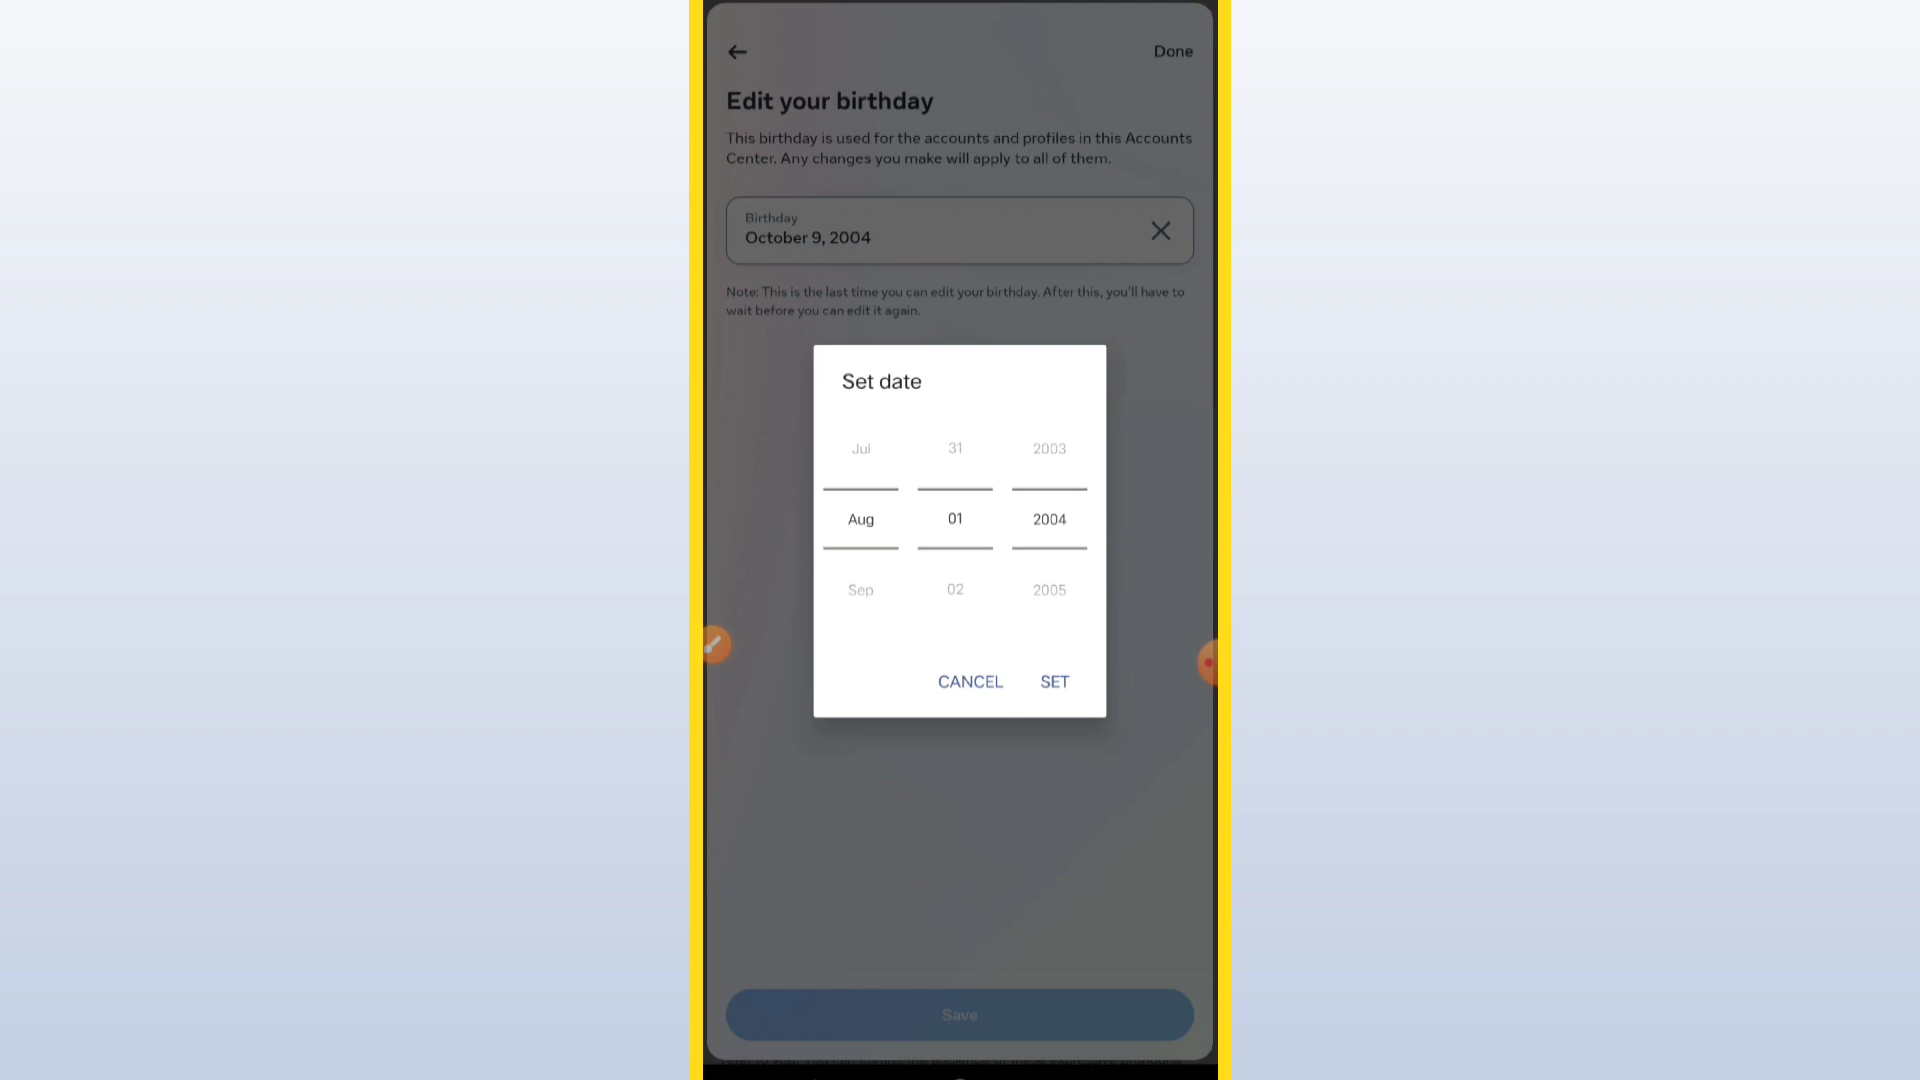 Done
Edit your birthday
This birthday is used for the accounts and profiles in this Accounts
Center. Any changes you make will apply to all of them.
Birthday
October 9, 2004
Note: This is the last time you can edit your birthday. After this, you'll have to
wait before you can edit it again.
Set date
Jul 31 2003
Aug 01 2004
Sep 02 2005
CANCEL SET
Save